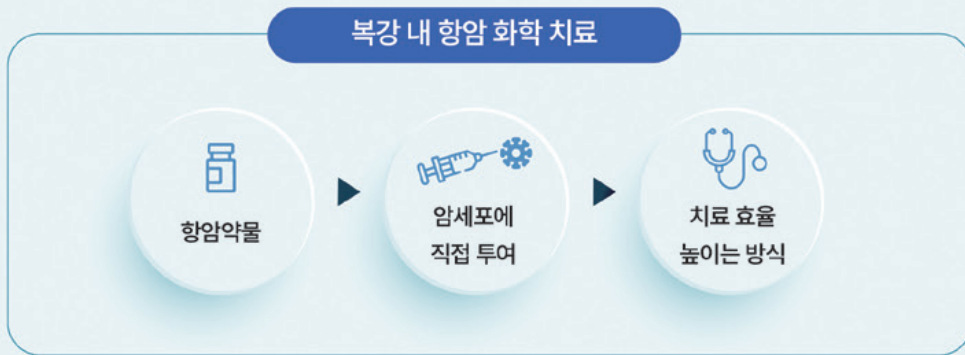 복강 내 항암 화학 치료
항암약물
암세포에
직접 투여
치료 효율
높이는 방식